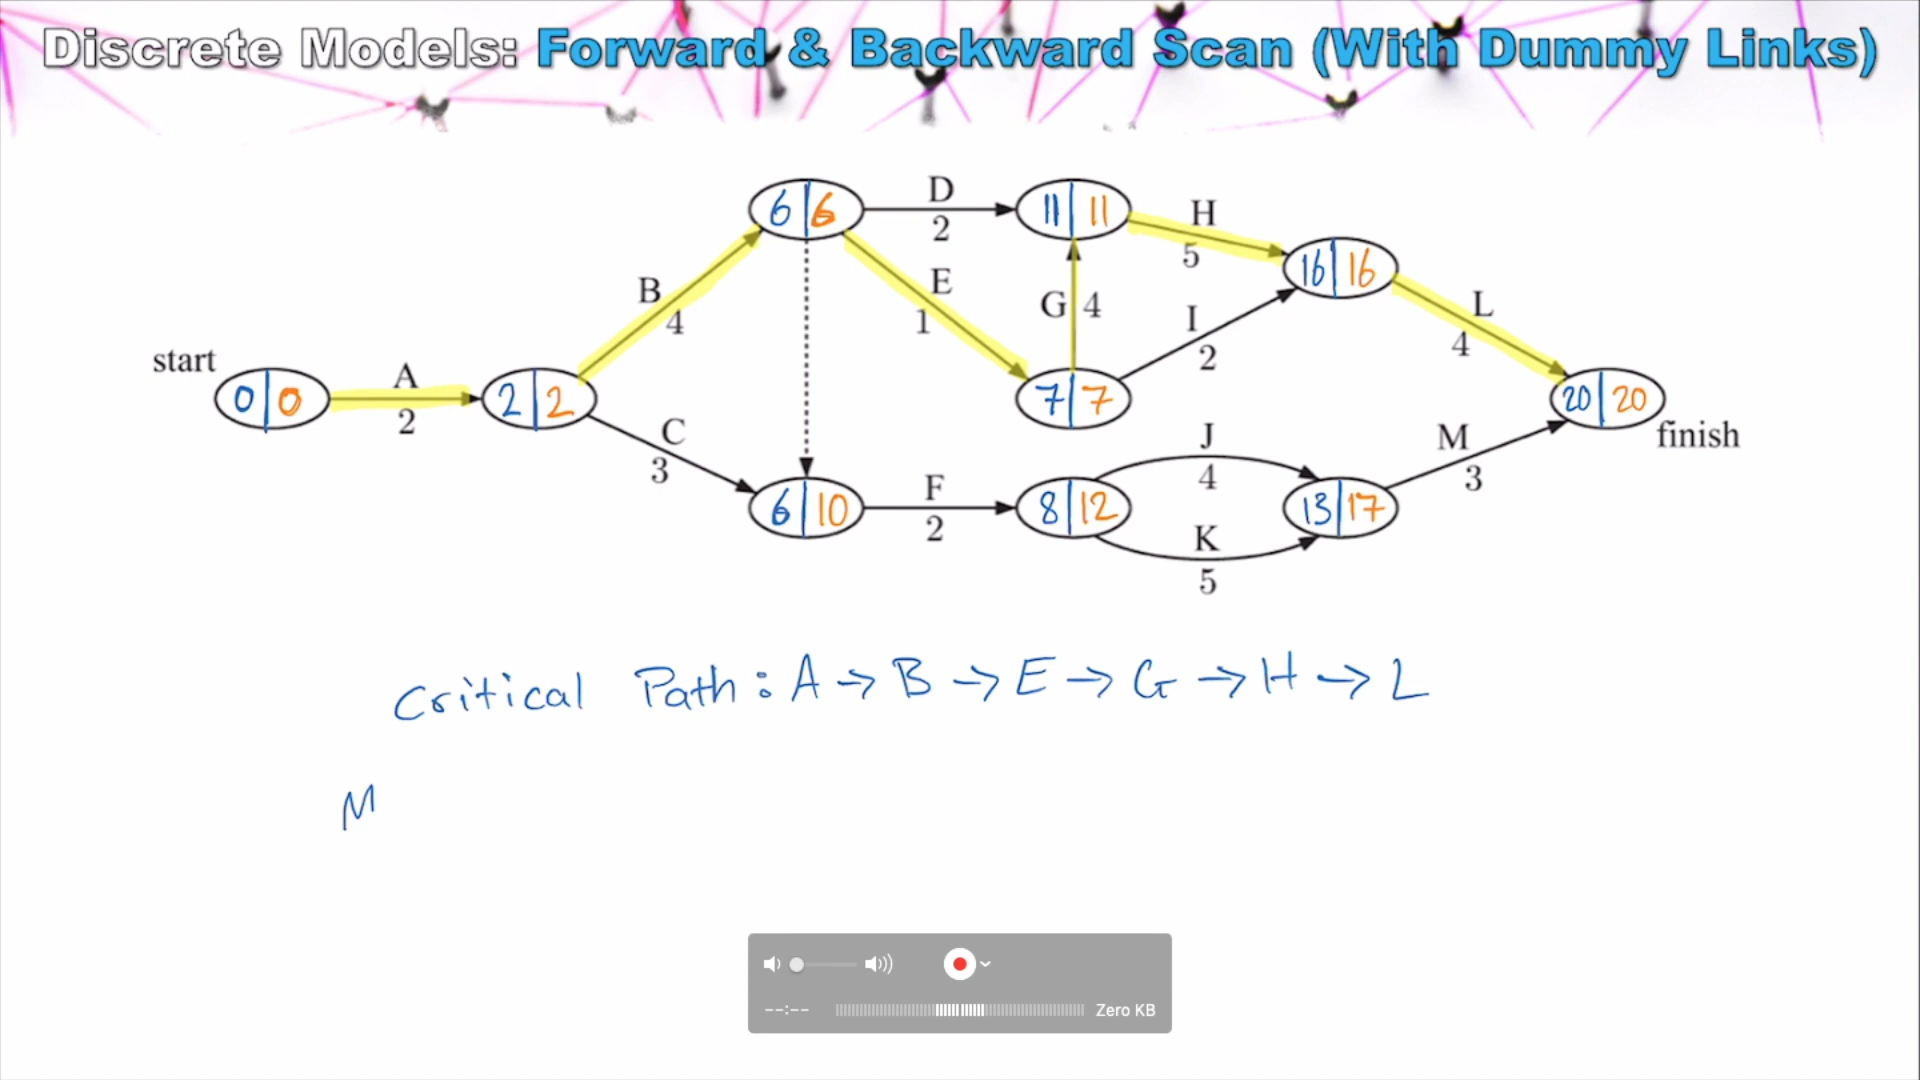 Discrete Models: Forward & Backward Scan (With Dummy Links)
D
6|6
11|11
H
2
5
16|16
B
4
E
1
G 4
I
2
L
4
start
A
0|0
2|2
7|7
20|20
2
finish
C
3
J
4
M
3
F
6|10
8|12
13|17
2
K
5
Critical Path: A → B → E → G → H → L
M
--:--
Zero KB